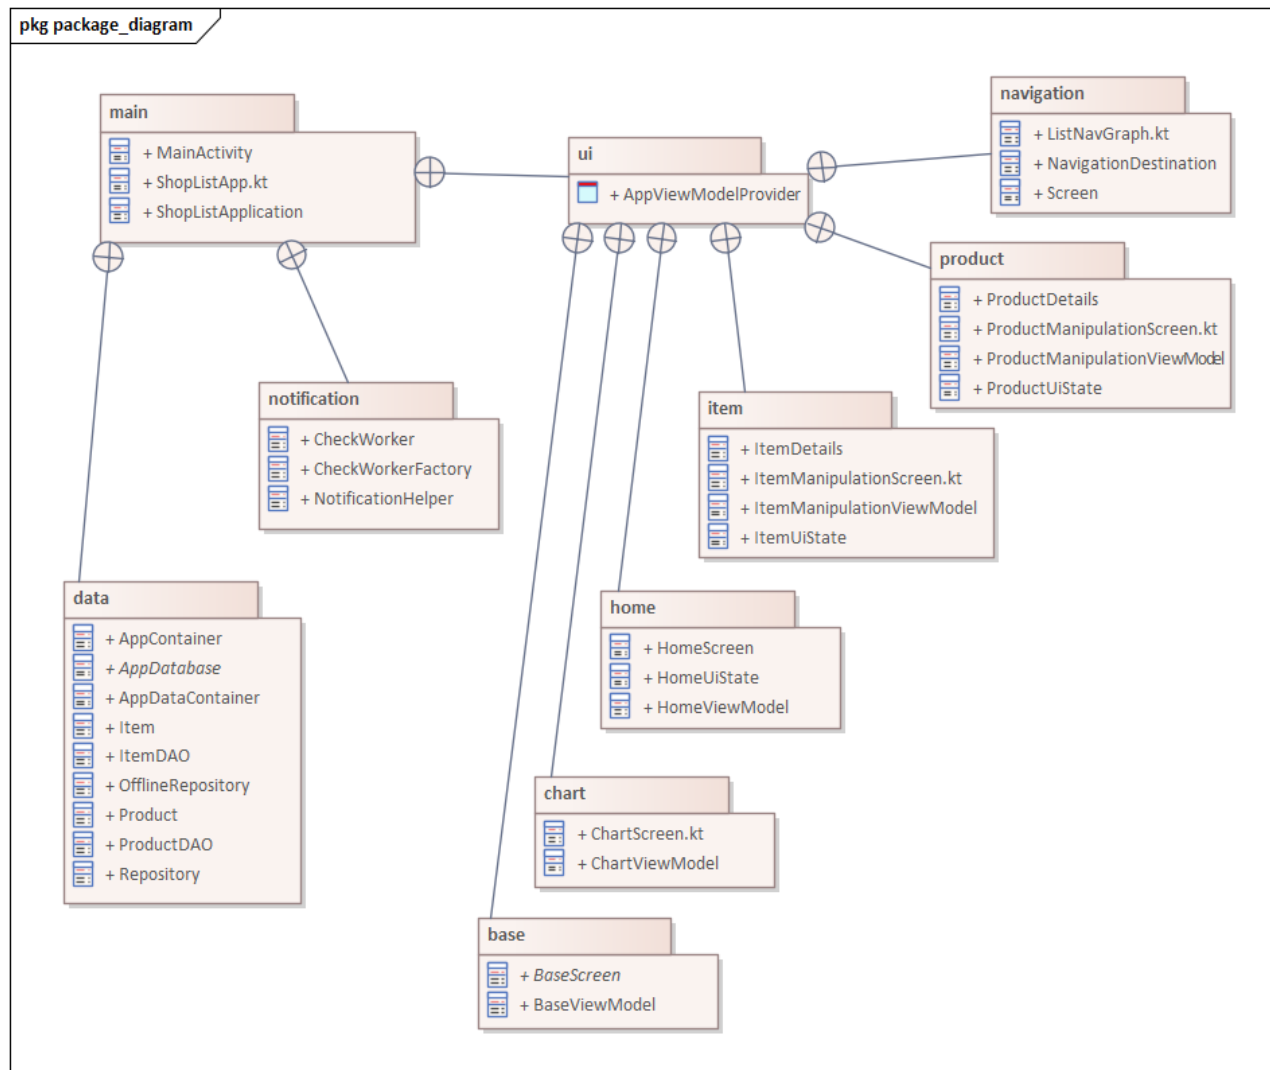 pkg package_diagram
main
+ MainActivity
+ ShopListApp.kt
+ ShopListApplication
ui
+ AppViewModelProvider
navigation
+ ListNavGraph.kt
+ NavigationDestination
+ Screen
product
+ ProductDetails
+ ProductManipulationScreen.kt
+ ProductManipulationViewModel
+ ProductUiState
notification
+ CheckWorker
+ CheckWorkerFactory
+ NotificationHelper
item
+ ItemDetails
+ ItemManipulationScreen.kt
+ ItemManipulationViewModel
+ ItemUiState
data
+ AppContainer
+ AppDatabase
+ AppDataContainer
+ Item
+ ItemDAO
+ OfflineRepository
+ Product
+ ProductDAO
+ Repository
home
+ HomeScreen
+ HomeUiState
+ HomeViewModel
chart
+ ChartScreen.kt
+ ChartViewModel
base
+ BaseScreen
+ BaseViewModel